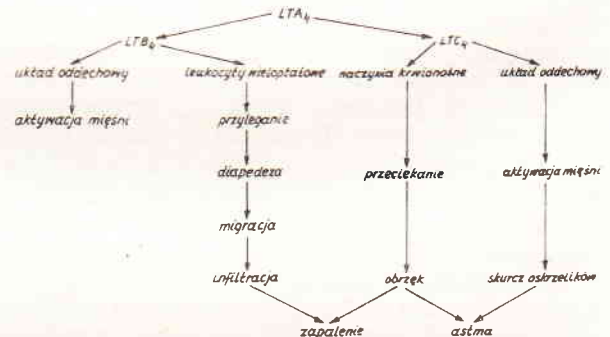 LTA₄
LTB₄ LTC₄
układ oddechowy leukocyty wielopłatowe naczynia krwionośne układ oddechowy
aktywacja mięśni przyleganie
diapedeza przeciekanie aktywacja mięśni
migracja
infiltracja obrzęk skurcz oskrzelików
zapalenie astma